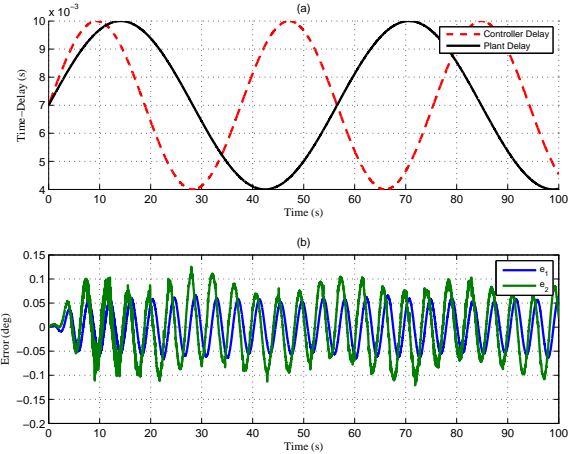 (a)
x 10⁻³
10
9
8
7
6
5
4
Time−Delay (s)
Controller Delay
Plant Delay
0 10 20 30 40 50 60 70 80 90 100
Time (s)
(b)
0.15
0.1
0.05
0
−0.05
−0.1
−0.15
−0.2
Error (deg)
e₁
e₂
0 10 20 30 40 50 60 70 80 90 100
Time (s)